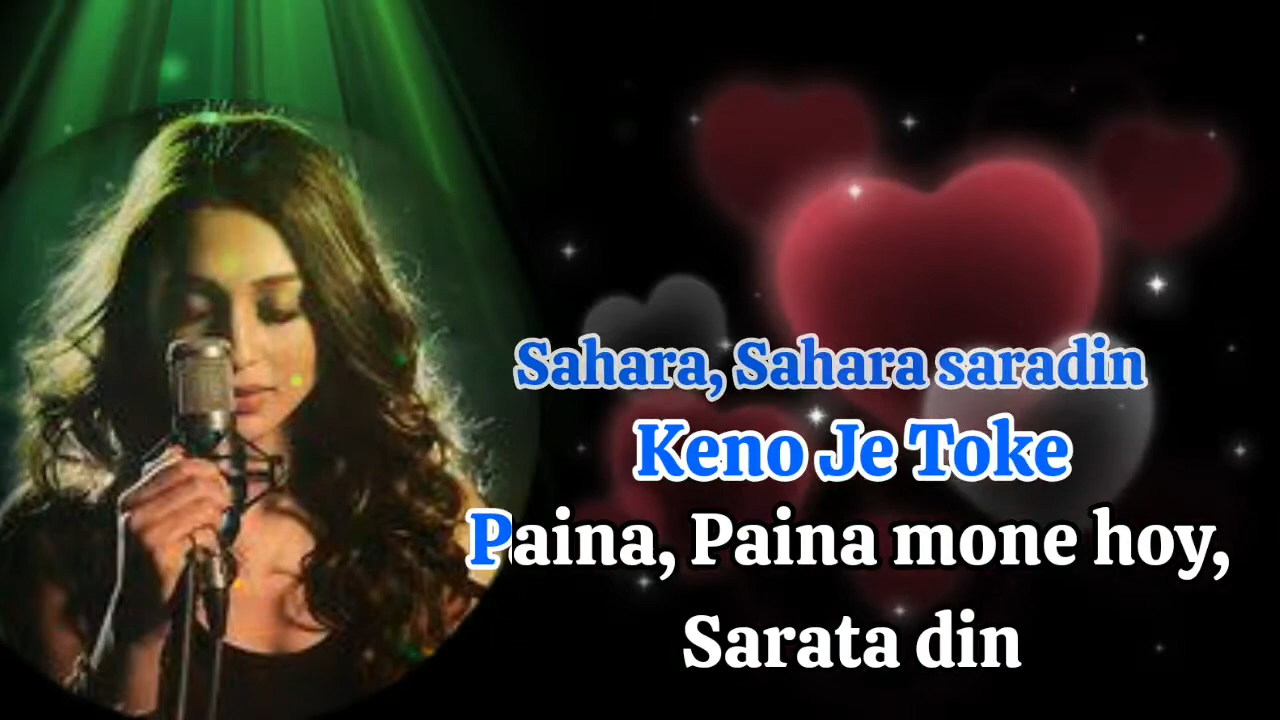 Sahara, Sahara saradin
Keno Je Toke
Paina, Paina mone hoy,
Sarata din